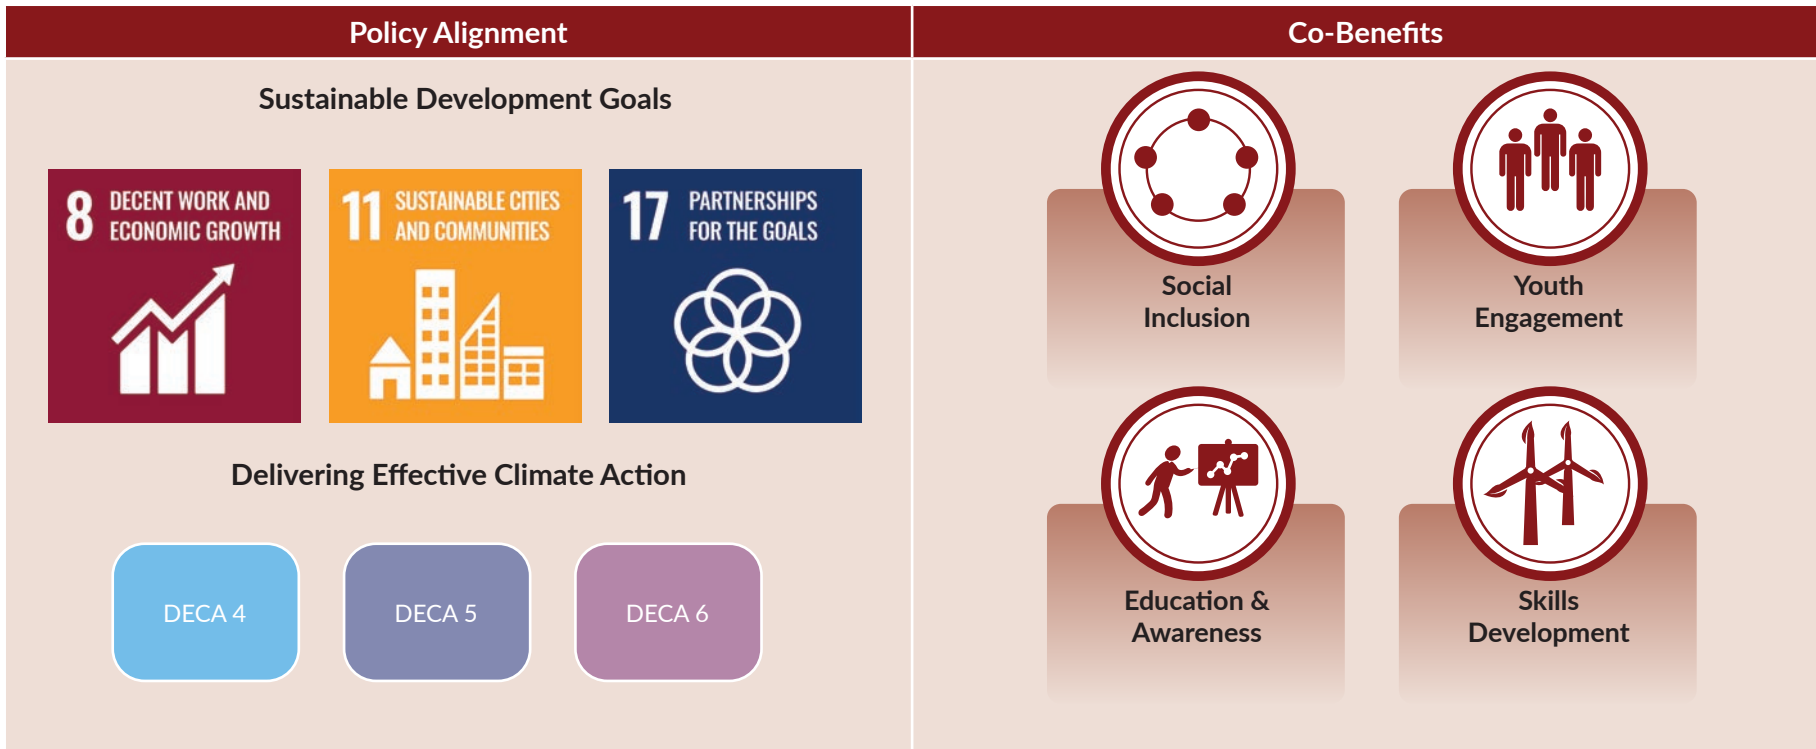 Policy Alignment
Co-Benefits
Sustainable Development Goals
8 DECENT WORK AND
ECONOMIC GROWTH
11 SUSTAINABLE CITIES
AND COMMUNITIES
17 PARTNERSHIPS
FOR THE GOALS
Delivering Effective Climate Action
DECA 4
DECA 5
DECA 6
Social
Inclusion
Youth
Engagement
Education &
Awareness
Skills
Development